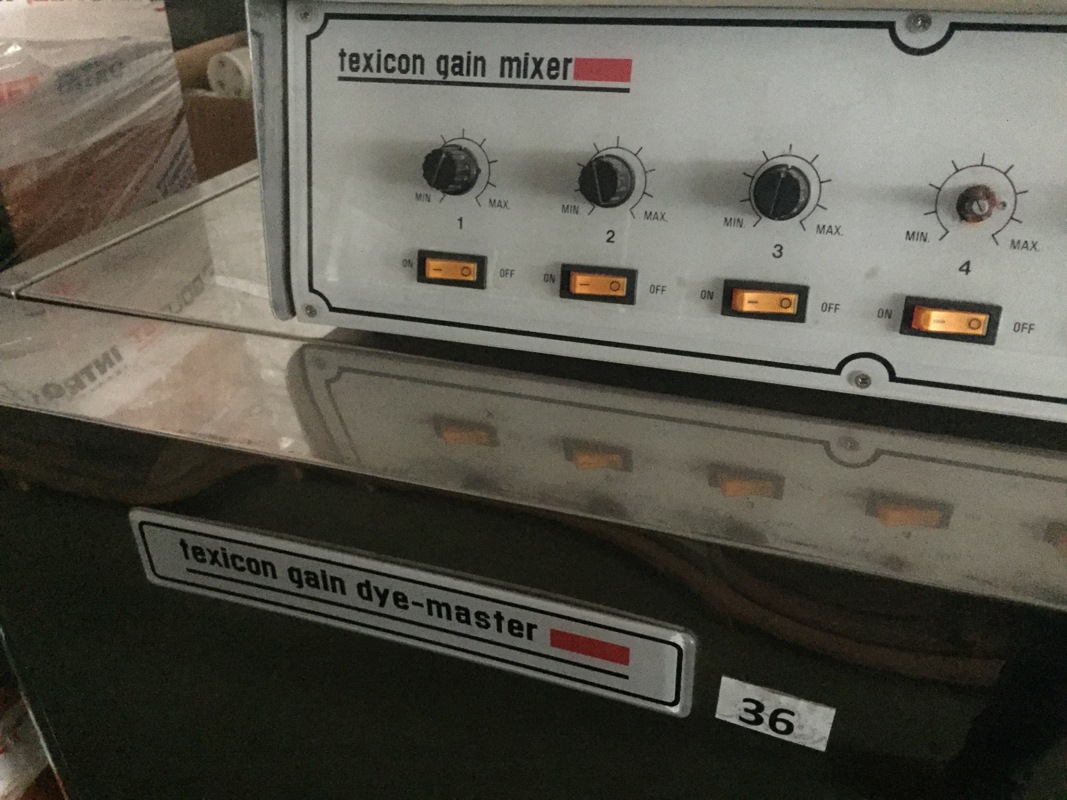 texicon gain mixer
MIN. MAX.
1
MIN. MAX.
2
MIN. MAX.
3
MIN. MAX.
4
ON OFF
ON OFF
ON OFF
ON OFF
texicon gain dye-master
36